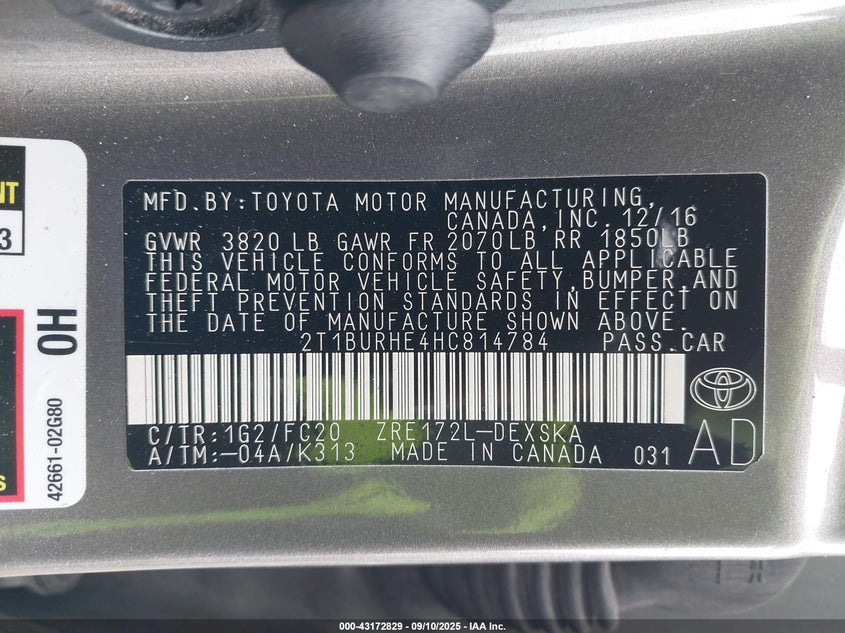 NT
3
OH
42661-02G80
S
MFD.BY:TOYOTA MOTOR MANUFACTURING,
CANADA,INC. 12/16
GVWR 3820 LB GAWR FR 2070LB RR 1850LB
THIS VEHICLE CONFORMS TO ALL APPLICABLE
FEDERAL MOTOR VEHICLE SAFETY,BUMPER,AND
THEFT PREVENTION STANDARDS IN EFFECT ON
THE DATE OF MANUFACTURE SHOWN ABOVE.
2T1BURHE4HC814784 PASS.CAR
C/TR:1G2/FC20 ZRE172L-DEXSKA
A/TM:-04A/K313 MADE IN CANADA 031
AD
000-43172829 - 09/10/2025 - IAA Inc.